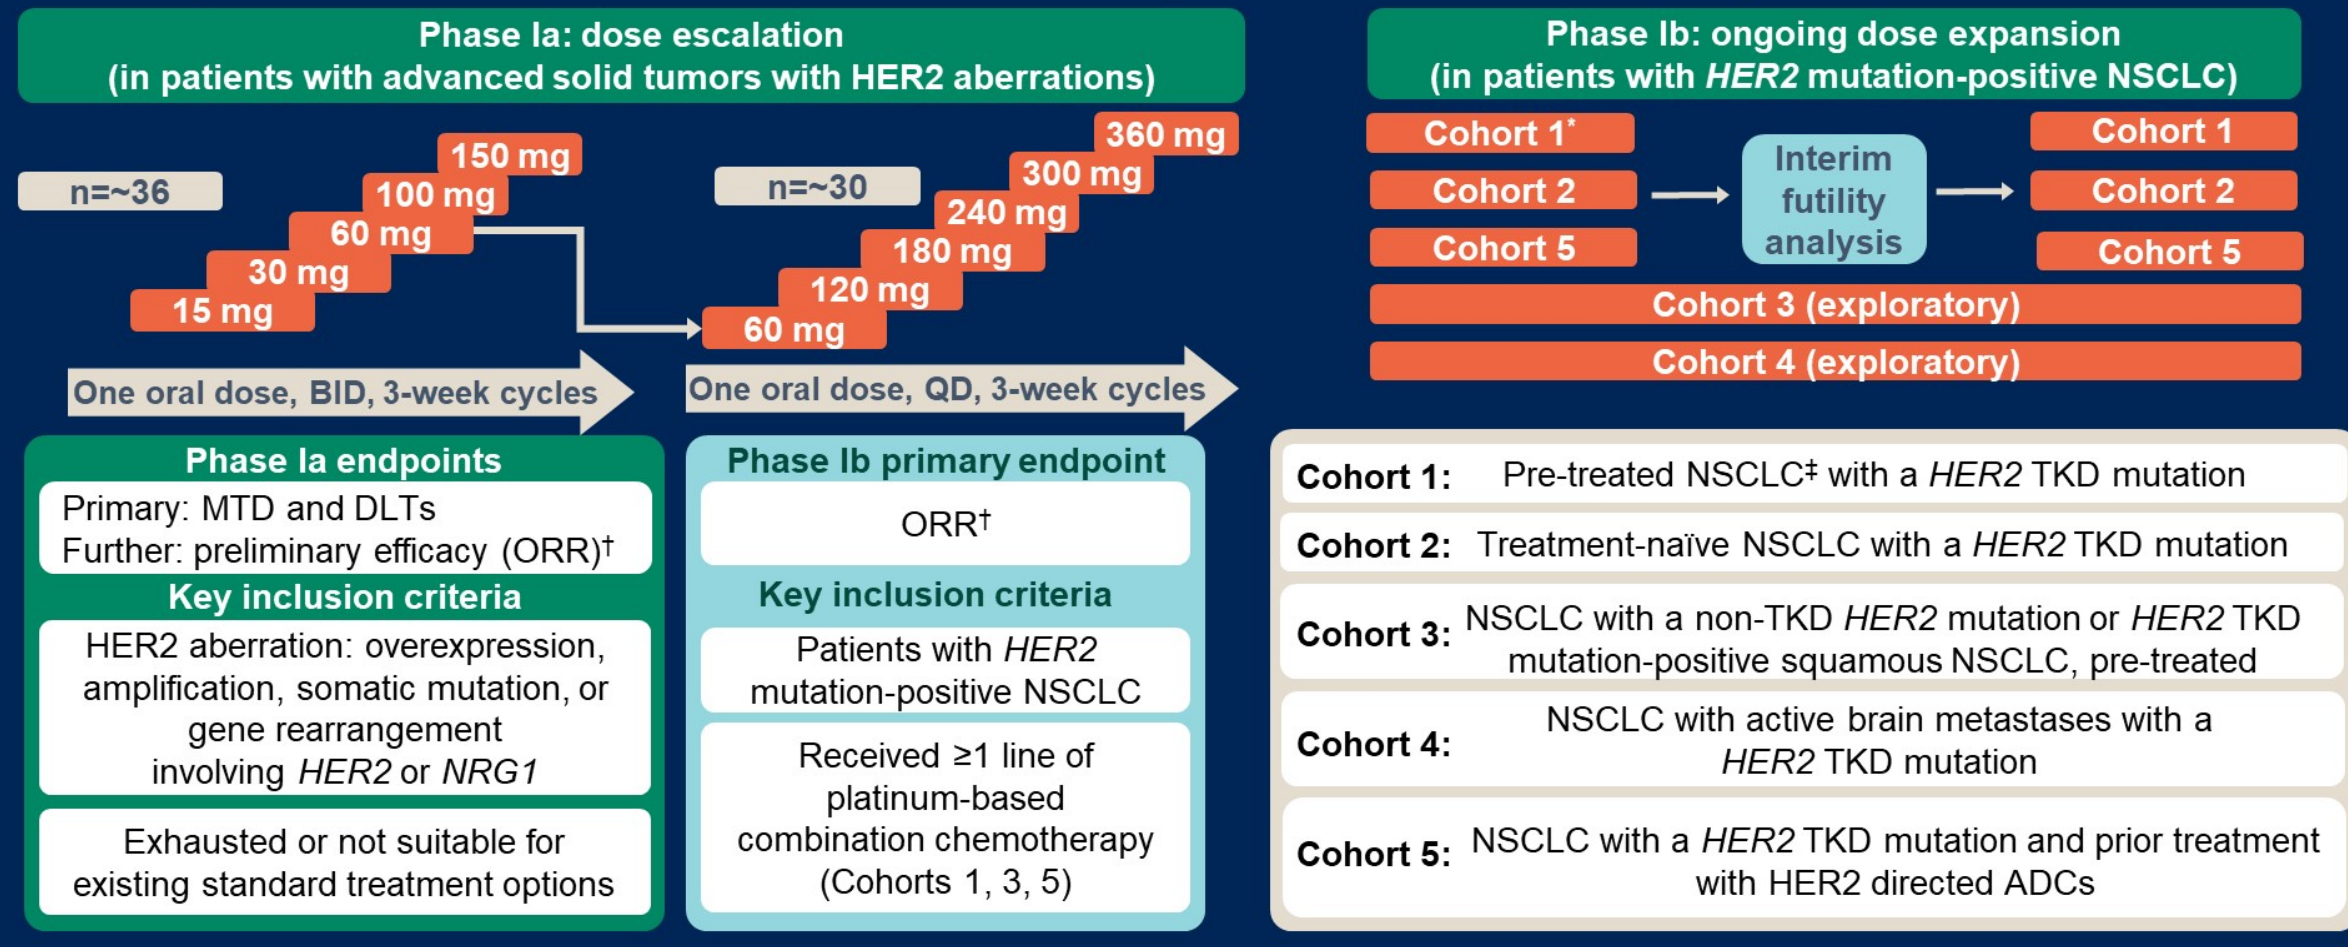 Phase Ia: dose escalation
(in patients with advanced solid tumors with HER2 aberrations)
n=~36
150 mg
100 mg
60 mg
30 mg
15 mg
One oral dose, BID, 3-week cycles
n=~30
360 mg
300 mg
240 mg
180 mg
120 mg
60 mg
One oral dose, QD, 3-week cycles
Phase Ib: ongoing dose expansion
(in patients with HER2 mutation-positive NSCLC)
Cohort 1*
Cohort 2
Cohort 5
Interim
futility
analysis
Cohort 1
Cohort 2
Cohort 5
Cohort 3 (exploratory)
Cohort 4 (exploratory)
Phase Ia endpoints
Primary: MTD and DLTs
Further: preliminary efficacy (ORR)†
Key inclusion criteria
HER2 aberration: overexpression,
amplification, somatic mutation, or
gene rearrangement
involving HER2 or NRG1
Exhausted or not suitable for
existing standard treatment options
Phase Ib primary endpoint
ORR†
Key inclusion criteria
Patients with HER2
mutation-positive NSCLC
Received ≥1 line of
platinum-based
combination chemotherapy
(Cohorts 1, 3, 5)
Cohort 1: Pre-treated NSCLC‡ with a HER2 TKD mutation
Cohort 2: Treatment-naïve NSCLC with a HER2 TKD mutation
Cohort 3: NSCLC with a non-TKD HER2 mutation or HER2 TKD
mutation-positive squamous NSCLC, pre-treated
Cohort 4: NSCLC with active brain metastases with a
HER2 TKD mutation
Cohort 5: NSCLC with a HER2 TKD mutation and prior treatment
with HER2 directed ADCs